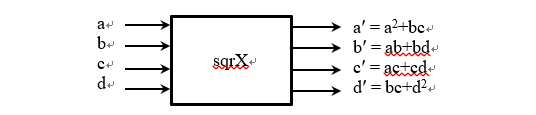 a a′ = a²+bc
b b′ = ab+bd
sqrX
c c′ = ac+cd
d d′ = bc+d²